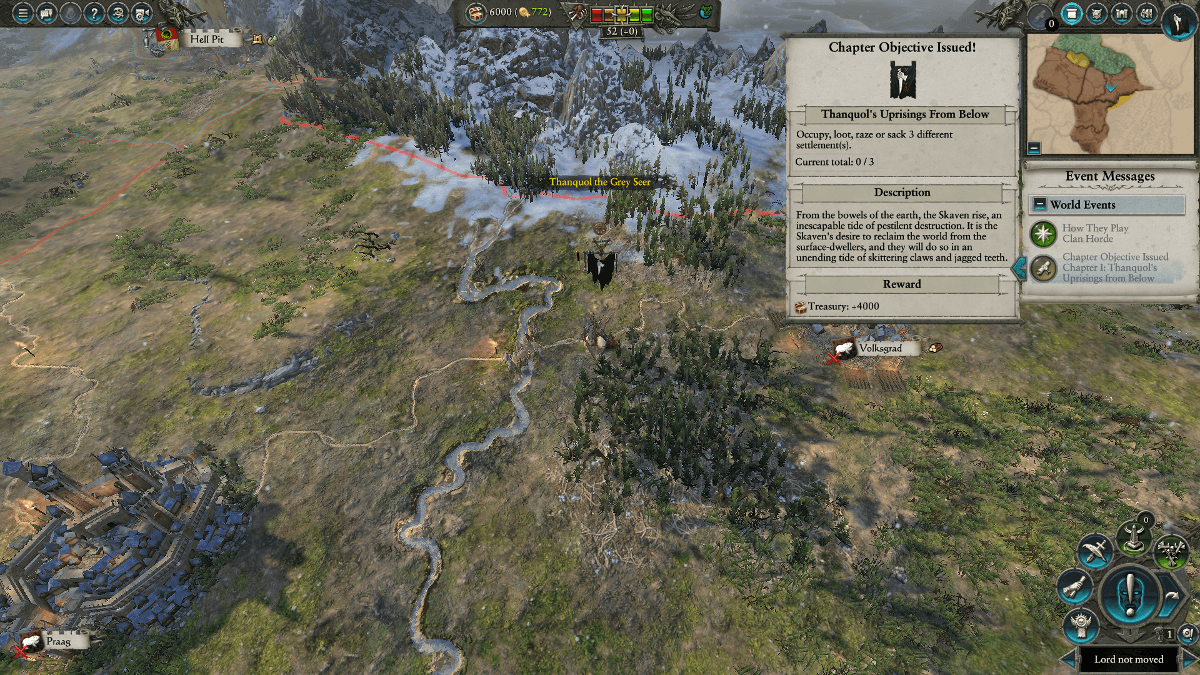 6000 (772)
52 (+0)
0
Hell Pit
Thanquol the Grey Seer
Volksgrad
Praag
Chapter Objective Issued!
Thanquol's Uprisings From Below
Occupy, loot, raze or sack 3 different
settlement(s).
Current total: 0 / 3
Description
From the bowels of the earth, the Skaven rise, an
inescapable tide of pestilent destruction. It is the
Skaven's desire to reclaim the world from the
surface-dwellers, and they will do so in an
unending tide of skittering claws and jagged teeth.
Reward
Treasury: +4000
Event Messages
World Events
How They Play
Clan Horde
Chapter Objective Issued
Chapter I: Thanquol's
Uprisings from Below
0
1
Lord not moved